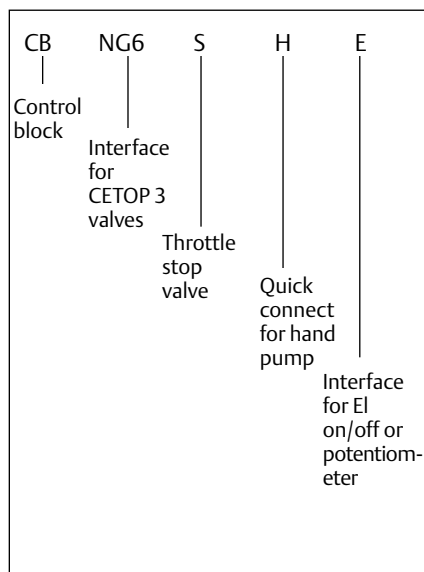 CB NG6 S H E
Control
block
Interface
for
CETOP 3
valves
Throttle
stop
valve
Quick
connect
for hand
pump
Interface
for El
on/off or
potentiom-
eter